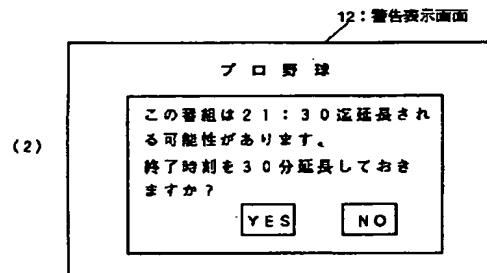 12：警告表示画面
プロ野球
(2)
この番組は21：30迄延長され
る可能性があります。
終了時刻を30分延長しておき
ますか？
YES NO